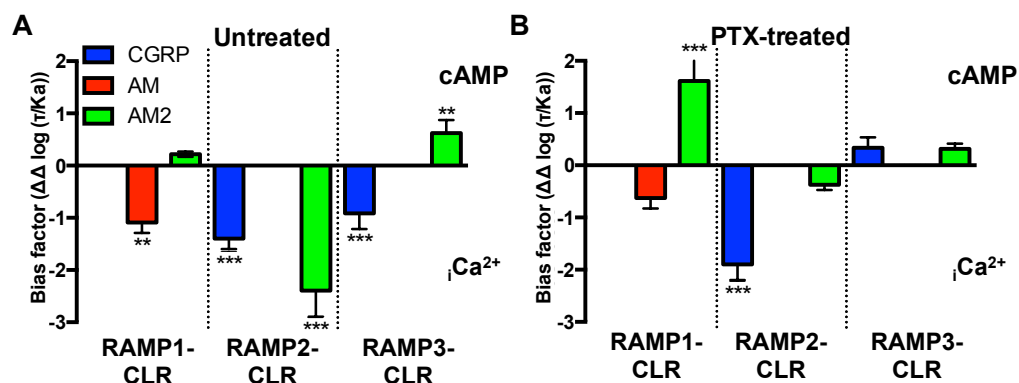 A
Untreated
CGRP
AM
AM2
cAMP
iCa2+
Bias factor (ΔΔ log (τ/Ka))
2
1
0
-1
-2
-3
**
***
***
***
**
RAMP1-
CLR
RAMP2-
CLR
RAMP3-
CLR
B
PTX-treated
cAMP
iCa2+
Bias factor (ΔΔ log (τ/Ka))
2
1
0
-1
-2
-3
***
***
RAMP1-
CLR
RAMP2-
CLR
RAMP3-
CLR